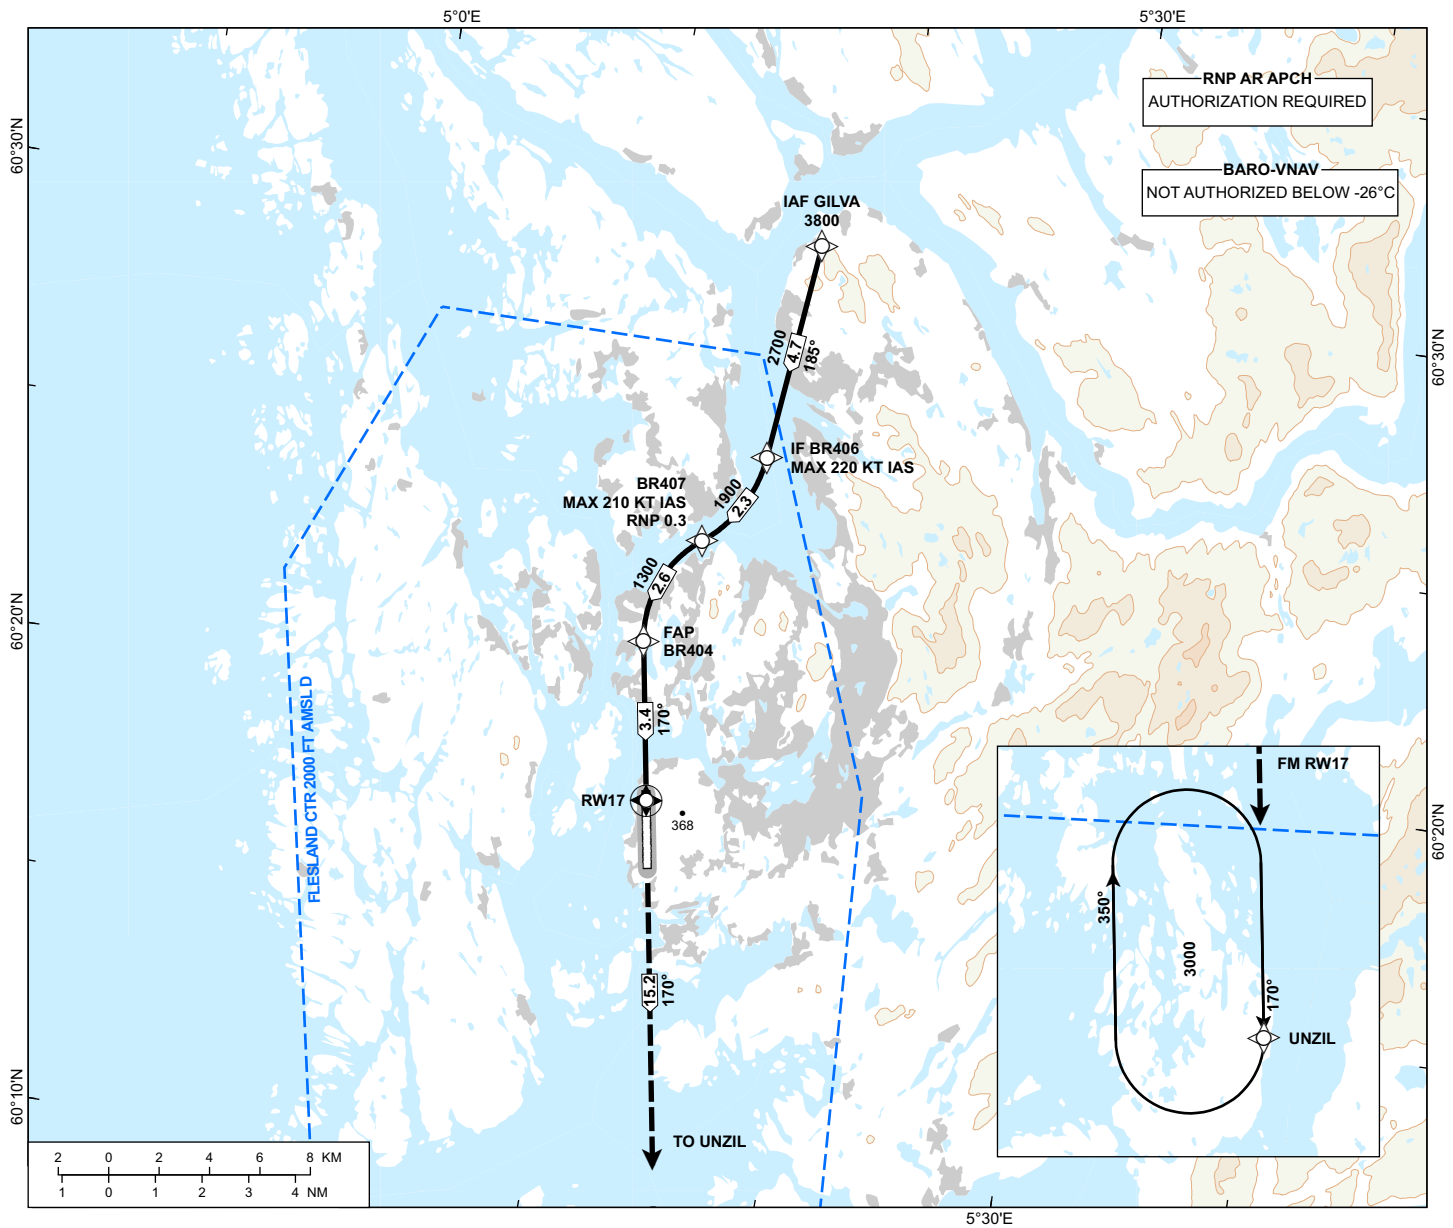 5°0'E
5°30'E
RNP AR APCH
AUTHORIZATION REQUIRED
60°30'N
BARO-VNAV
NOT AUTHORIZED BELOW -26°C
IAF GILVA
3800
2700
4.7
185°
60°30'N
IF BR406
MAX 220 KT IAS
BR407
MAX 210 KT IAS
RNP 0.3
1900
2.3
1300
2.6
60°20'N
FAP
BR404
3.4
170°
FLESLAND CTR 2000 FT AMSL D
RW17
368
FM RW17
60°20'N
350°
3000
170°
UNZIL
15.2
170°
60°10'N
TO UNZIL
2 0 2 4 6 8 KM
1 0 1 2 3 4 NM
5°30'E